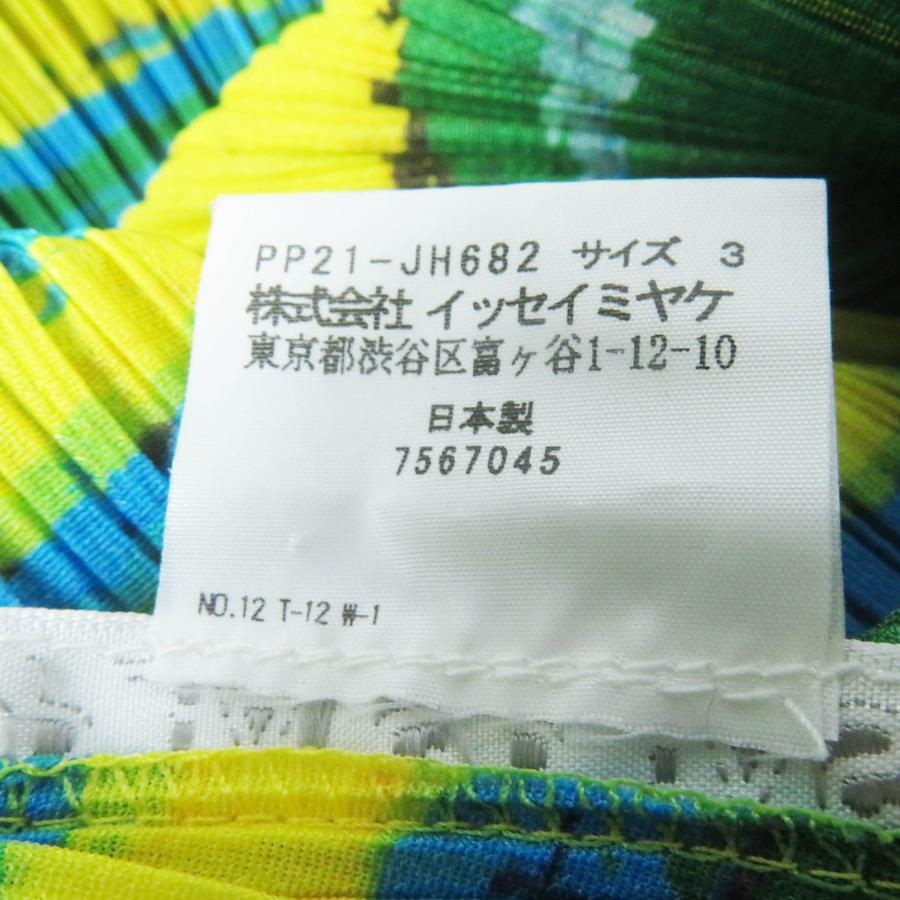 PP21-JH682 サイズ 3
株式会社 イッセイミヤケ
東京都渋谷区富ヶ谷1-12-10
日本製
7567045
NO.12 T-12 W-1